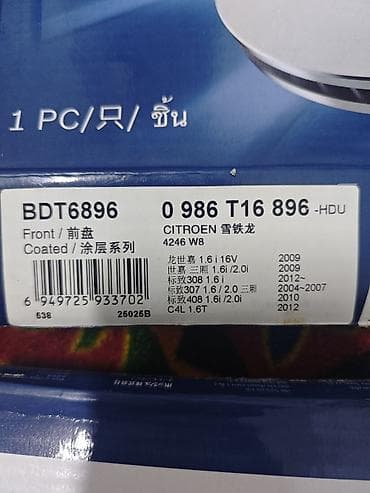 1 PC/只/ ชิ้น
BDT6896
Front / 前盘
Coated / 涂层系列
6 949725 933702
538 25025B
0 986 T16 896 -HDU
CITROEN 雪铁龙
4246 W8
龙世嘉 1.6 i 16V 2009
世嘉 三厢 1.6i /2.0i 2009
标致308 1.6 i 2012~
标致307 1.6 / 2.0 三厢 2004~2007
标致408 1.6i /2.0i 2010
C4L 1.6T 2012